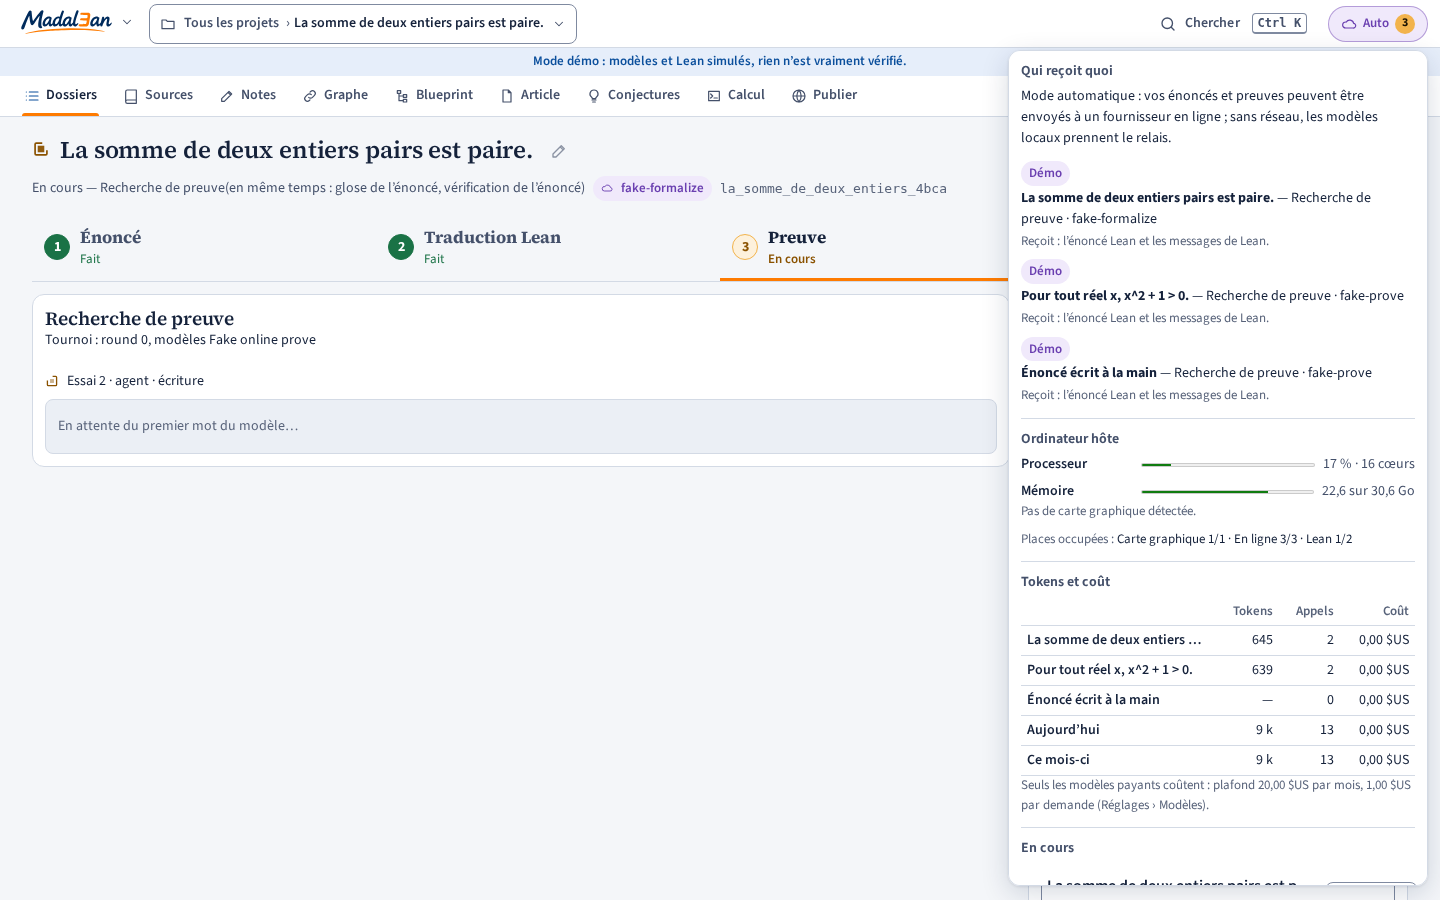 Madal∃an
Tous les projets › La somme de deux entiers pairs est paire.
Chercher Ctrl K
Auto 3
Mode démo : modèles et Lean simulés, rien n’est vraiment vérifié.
Dossiers Sources Notes Graphe Blueprint Article Conjectures Calcul Publier
La somme de deux entiers pairs est paire.
En cours — Recherche de preuve(en même temps : glose de l’énoncé, vérification de l’énoncé) fake-formalize la_somme_de_deux_entiers_4bca
1 Énoncé
Fait
2 Traduction Lean
Fait
3 Preuve
En cours
Recherche de preuve
Tournoi : round 0, modèles Fake online prove
Essai 2 · agent · écriture
En attente du premier mot du modèle…
Qui reçoit quoi
Mode automatique : vos énoncés et preuves peuvent être
envoyés à un fournisseur en ligne ; sans réseau, les modèles
locaux prennent le relais.
Démo
La somme de deux entiers pairs est paire. — Recherche de
preuve · fake-formalize
Reçoit : l’énoncé Lean et les messages de Lean.
Démo
Pour tout réel x, x^2 + 1 > 0. — Recherche de preuve · fake-prove
Reçoit : l’énoncé Lean et les messages de Lean.
Démo
Énoncé écrit à la main — Recherche de preuve · fake-prove
Reçoit : l’énoncé Lean et les messages de Lean.
Ordinateur hôte
Processeur 17 % · 16 cœurs
Mémoire 22,6 sur 30,6 Go
Pas de carte graphique détectée.
Places occupées : Carte graphique 1/1 · En ligne 3/3 · Lean 1/2
Tokens et coût
Tokens Appels Coût
La somme de deux entiers … 645 2 0,00 $US
Pour tout réel x, x^2 + 1 > 0. 639 2 0,00 $US
Énoncé écrit à la main — 0 0,00 $US
Aujourd’hui 9 k 13 0,00 $US
Ce mois-ci 9 k 13 0,00 $US
Seuls les modèles payants coûtent : plafond 20,00 $US par mois, 1,00 $US
par demande (Réglages › Modèles).
En cours
La somme de deux entiers pairs est p…